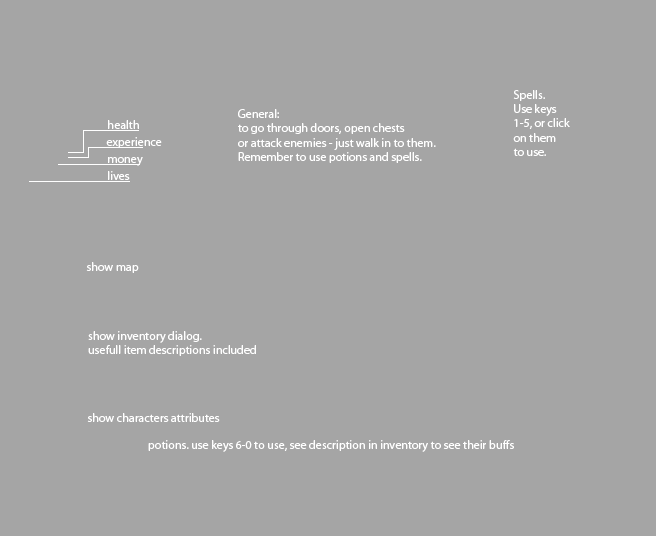 health
experience
money
lives
General:
to go through doors, open chests
or attack enemies - just walk in to them.
Remember to use potions and spells.
Spells.
Use keys
1-5, or click
on them
to use.
show map
show inventory dialog.
usefull item descriptions included
show characters attributes
potions. use keys 6-0 to use, see description in inventory to see their buffs